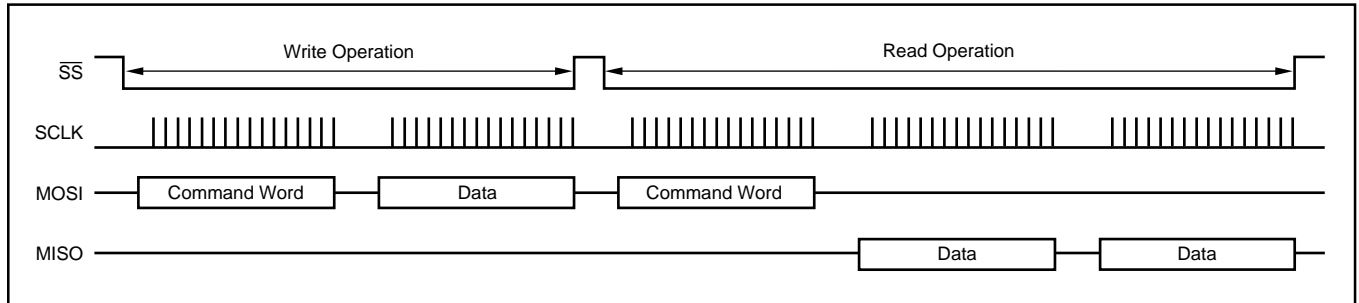 Write Operation
Read Operation
SS
SCLK
MOSI
Command Word
Data
Command Word
MISO
Data
Data